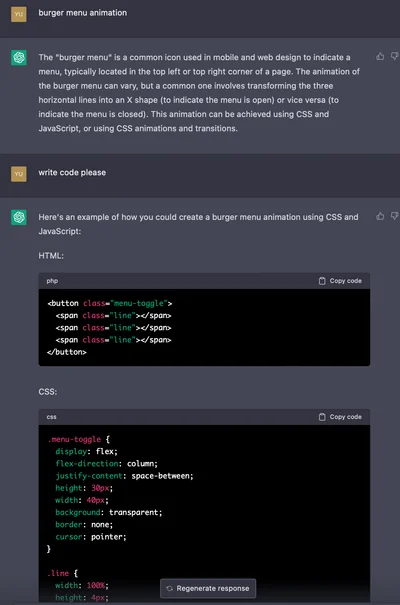 YU
burger menu animation
The "burger menu" is a common icon used in mobile and web design to indicate a
menu, typically located in the top left or top right corner of a page. The animation of
the burger menu can vary, but a common one involves transforming the three
horizontal lines into an X shape (to indicate the menu is open) or vice versa (to
indicate the menu is closed). This animation can be achieved using CSS and
JavaScript, or using CSS animations and transitions.
YU
write code please
Here's an example of how you could create a burger menu animation using CSS and
JavaScript:
HTML:
php
Copy code
<button class="menu-toggle">
  <span class="line"></span>
  <span class="line"></span>
  <span class="line"></span>
</button>
CSS:
css
Copy code
.menu-toggle {
  display: flex;
  flex-direction: column;
  justify-content: space-between;
  height: 30px;
  width: 40px;
  background: transparent;
  border: none;
  cursor: pointer;
}
.line {
  width: 100%;
  height: 4px;
Regenerate response